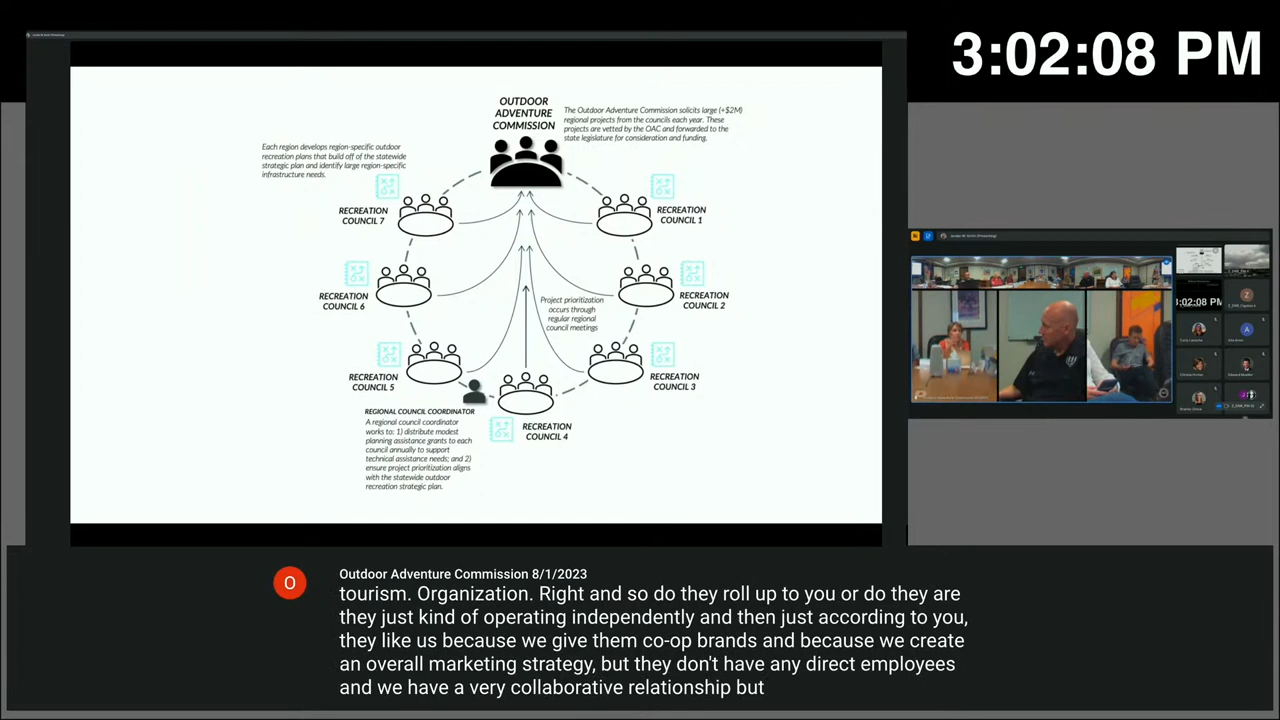 3:02:08 PM
OUTDOOR
ADVENTURE
COMMISSION
The Outdoor Adventure Commission solicits large (+$2M)
regional projects from the councils each year. These
projects are vetted by the OAC and forwarded to the
state legislature for consideration and funding.
Each region develops region-specific outdoor
recreation plans that build off of the statewide
strategic plan and identify large region-specific
infrastructure needs.
RECREATION
COUNCIL 7
RECREATION
COUNCIL 1
RECREATION
COUNCIL 6
RECREATION
COUNCIL 2
Project prioritization
occurs through
regular regional
council meetings
RECREATION
COUNCIL 5
RECREATION
COUNCIL 3
RECREATION
COUNCIL 4
REGIONAL COUNCIL COORDINATOR
A regional council coordinator
works to: 1) distribute modest
planning assistance grants to each
council annually to support
technical assistance needs; and 2)
ensure project prioritization aligns
with the statewide outdoor
recreation strategic plan.
3:02:08 PM
O
Outdoor Adventure Commission 8/1/2023
tourism. Organization. Right and so do they roll up to you or do they are
they just kind of operating independently and then just according to you,
they like us because we give them co-op brands and because we create
an overall marketing strategy, but they don't have any direct employees
and we have a very collaborative relationship but